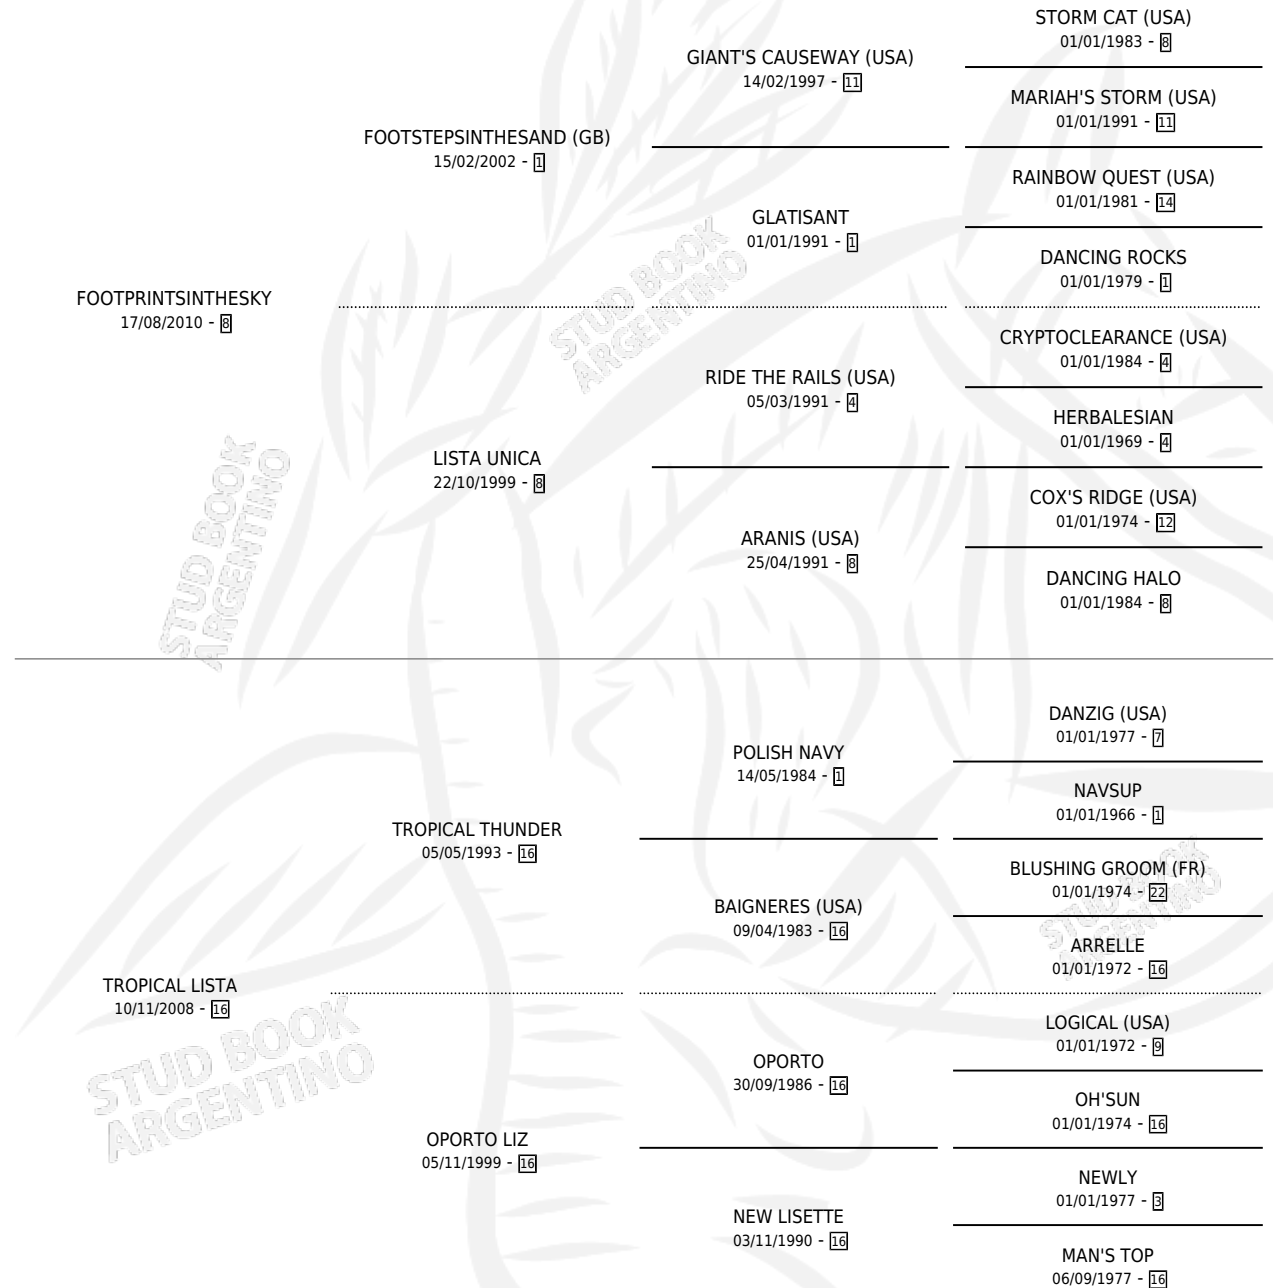 STORM CAT (USA)
01/01/1983 - 8
GIANT'S CAUSEWAY (USA)
14/02/1997 - 11
MARIAH'S STORM (USA)
01/01/1991 - 11
FOOTSTEPSINTHESAND (GB)
15/02/2002 - 1
RAINBOW QUEST (USA)
01/01/1981 - 14
GLATISANT
01/01/1991 - 1
DANCING ROCKS
01/01/1979 - 1
FOOTPRINTSINTHESKY
17/08/2010 - 8
STUD BOOK
ARGENTINO
CRYPTOCLEARANCE (USA)
01/01/1984 - 4
RIDE THE RAILS (USA)
05/03/1991 - 4
HERBALESIAN
01/01/1969 - 4
LISTA UNICA
22/10/1999 - 8
COX'S RIDGE (USA)
01/01/1974 - 12
ARANIS (USA)
25/04/1991 - 8
DANCING HALO
01/01/1984 - 8
STUD BOOK
ARGENTINO
DANZIG (USA)
01/01/1977 - 7
POLISH NAVY
14/05/1984 - 1
NAVSUP
01/01/1966 - 1
TROPICAL THUNDER
05/05/1993 - 16
BLUSHING GROOM (FR)
01/01/1974 - 22
BAIGNERES (USA)
09/04/1983 - 16
STUD BOOK
ARGENTINO
ARRELLE
01/01/1972 - 16
TROPICAL LISTA
10/11/2008 - 16
LOGICAL (USA)
01/01/1972 - 9
OPORTO
30/09/1986 - 16
STUD BOOK
ARGENTINO
OH'SUN
01/01/1974 - 16
OPORTO LIZ
05/11/1999 - 16
NEWLY
01/01/1977 - 3
NEW LISETTE
03/11/1990 - 16
MAN'S TOP
06/09/1977 - 16